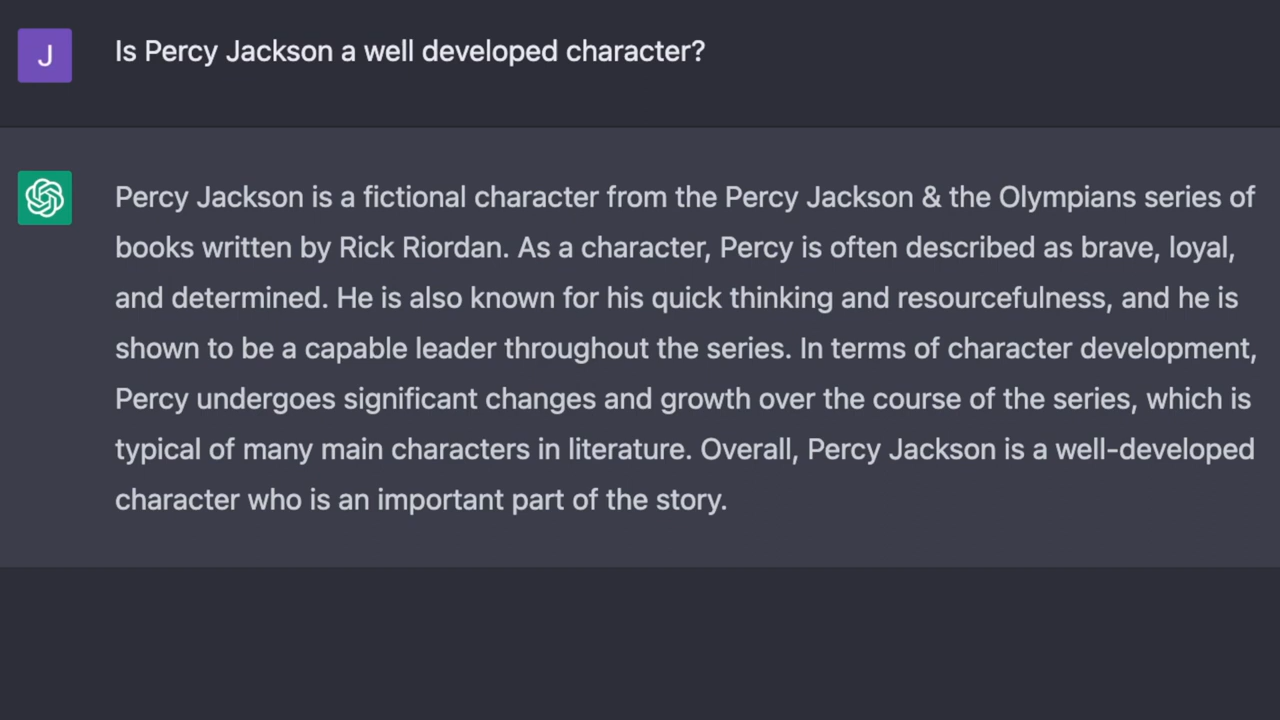 J
Is Percy Jackson a well developed character?
Percy Jackson is a fictional character from the Percy Jackson & the Olympians series of
books written by Rick Riordan. As a character, Percy is often described as brave, loyal,
and determined. He is also known for his quick thinking and resourcefulness, and he is
shown to be a capable leader throughout the series. In terms of character development,
Percy undergoes significant changes and growth over the course of the series, which is
typical of many main characters in literature. Overall, Percy Jackson is a well-developed
character who is an important part of the story.